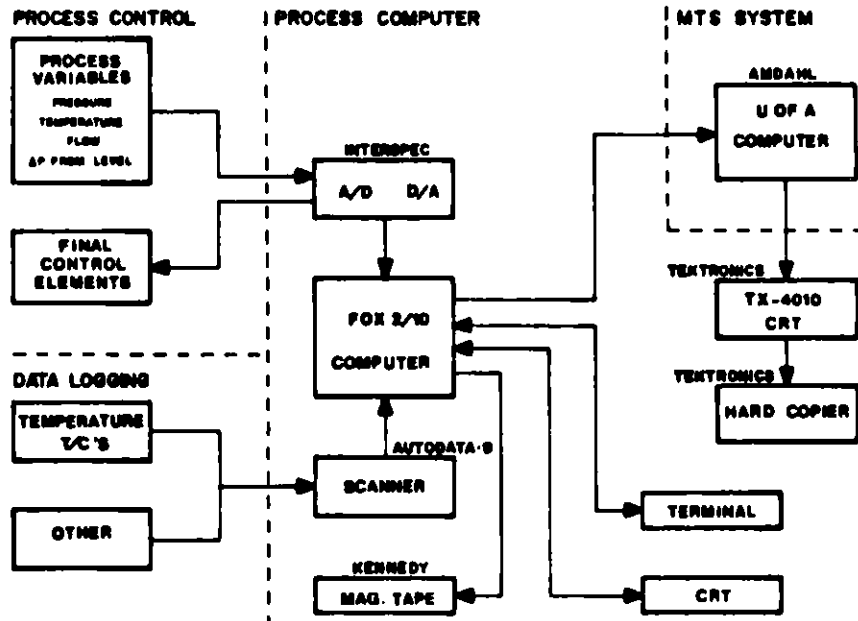 PROCESS CONTROL
PROCESS
VARIABLES
PRESSURE
TEMPERATURE
FLOW
ΔP FROM LEVEL
FINAL
CONTROL
ELEMENTS
DATA LOGGING
TEMPERATURE
T/C'S
OTHER
PROCESS COMPUTER
INTERSPEC
A/D D/A
FOX 2/10
COMPUTER
AUTODATA-9
SCANNER
KENNEDY
MAG. TAPE
MTS SYSTEM
AMDAHL
U OF A
COMPUTER
TEKTRONICS
TX-4010
CRT
TEKTRONICS
HARD COPIER
TERMINAL
CRT